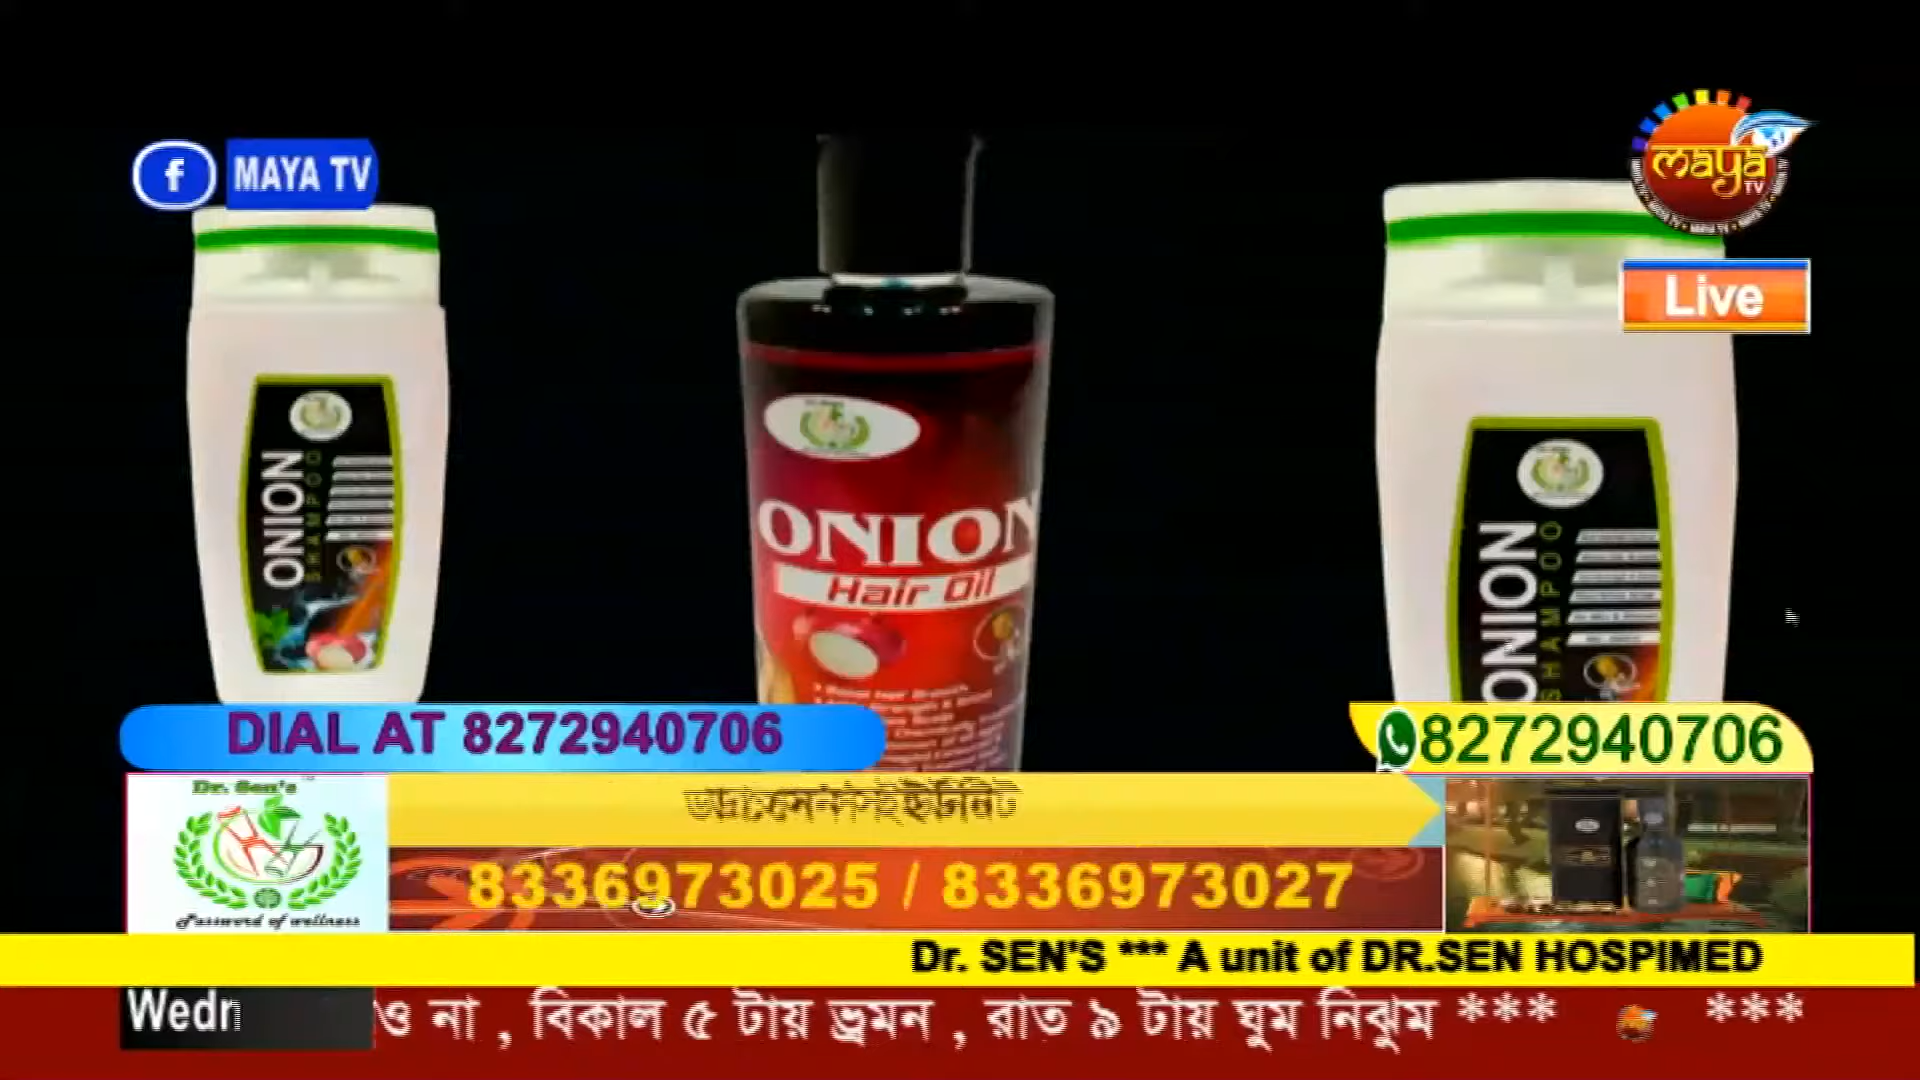 f MAYA TV
maya TV
Live
ONION
SHAMPOO
ONION
Hair Oil
ONION
SHAMPOO
DIAL AT 8272940706
8272940706
Dr. Sen's
Password of wellness
8336973025 / 8336973027
Dr. SEN'S *** A unit of DR.SEN HOSPIMED
Wedn
ও না , বিকাল ৫ টায় ভ্রমন , রাত ৯ টায় ঘুম নিঝুম *** ***